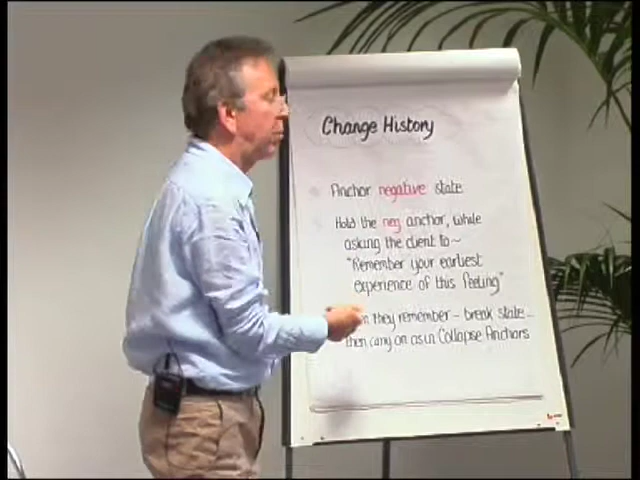 Change History
Anchor negative state
Hold the neg anchor, while
asking the client to ~
"Remember your earliest
experience of this feeling"
they remember - break state...
then carry on as in Collapse Anchors